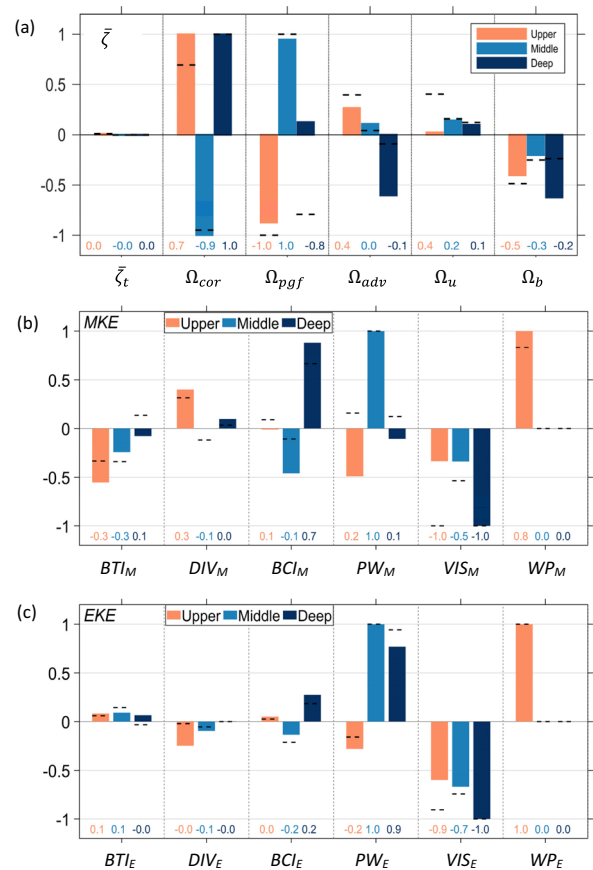 (a)
ζ̄
Upper
Middle
Deep
1
0.5
0
-0.5
-1
0.0 -0.0 0.0 0.7 -0.9 1.0 -1.0 1.0 -0.8 0.4 0.0 -0.1 0.4 0.2 0.1 -0.5 -0.3 -0.2
ζ̄t Ωcor Ωpgf Ωadv Ωu Ωb
(b)
MKE
Upper Middle Deep
1
0.5
0
-0.5
-1
-0.3 -0.3 0.1 0.3 -0.1 0.0 0.1 -0.1 0.7 0.2 1.0 0.1 -1.0 -0.5 -1.0 0.8 0.0 0.0
BTIM DIVM BCIM PWM VISM WPM
(c)
EKE
Upper Middle Deep
1
0.5
0
-0.5
-1
0.1 0.1 -0.0 -0.0 -0.1 -0.0 0.0 -0.2 0.2 -0.2 1.0 0.9 -0.9 -0.7 -1.0 1.0 0.0 0.0
BTIE DIVE BCIE PWE VISE WPE